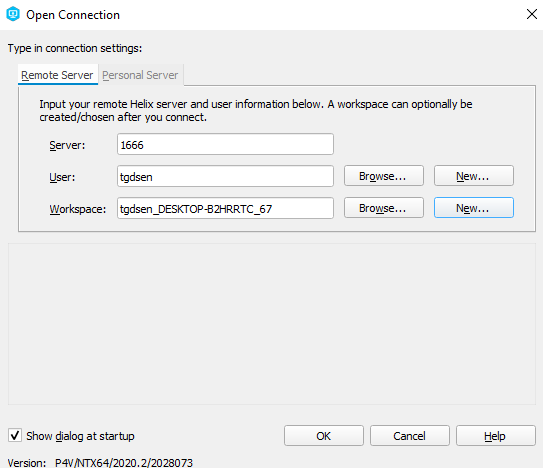 Open Connection
Type in connection settings:
Remote Server Personal Server
Input your remote Helix server and user information below. A workspace can optionally be
created/chosen after you connect.
Server: 1666
User: tgdsen Browse... New...
Workspace: tgdsen_DESKTOP-B2HRRTC_67 Browse... New...
Show dialog at startup OK Cancel Help
Version: P4V/NTX64/2020.2/2028073